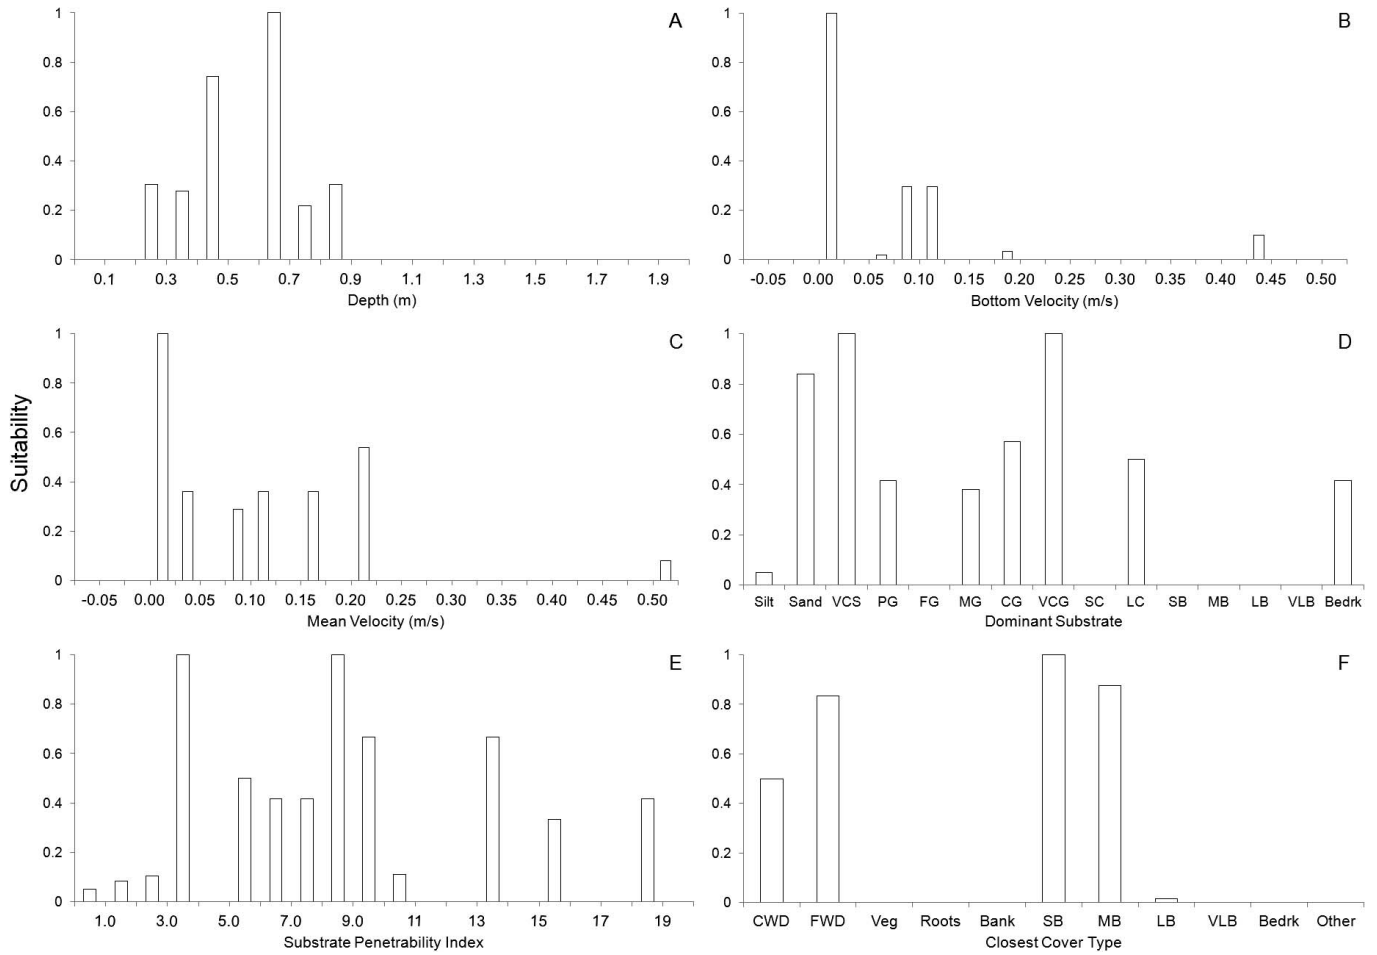 A
1
0.8
0.6
0.4
0.2
0
0.1 0.3 0.5 0.7 0.9 1.1 1.3 1.5 1.7 1.9
Depth (m)
B
1
0.8
0.6
0.4
0.2
0
-0.05 0.00 0.05 0.10 0.15 0.20 0.25 0.30 0.35 0.40 0.45 0.50
Bottom Velocity (m/s)
Suitability
C
1
0.8
0.6
0.4
0.2
0
-0.05 0.00 0.05 0.10 0.15 0.20 0.25 0.30 0.35 0.40 0.45 0.50
Mean Velocity (m/s)
D
1
0.8
0.6
0.4
0.2
0
Silt Sand VCS PG FG MG CG VCG SC LC SB MB LB VLB Bedrk
Dominant Substrate
E
1
0.8
0.6
0.4
0.2
0
1.0 3.0 5.0 7.0 9.0 11 13 15 17 19
Substrate Penetrability Index
F
1
0.8
0.6
0.4
0.2
0
CWD FWD Veg Roots Bank SB MB LB VLB Bedrk Other
Closest Cover Type